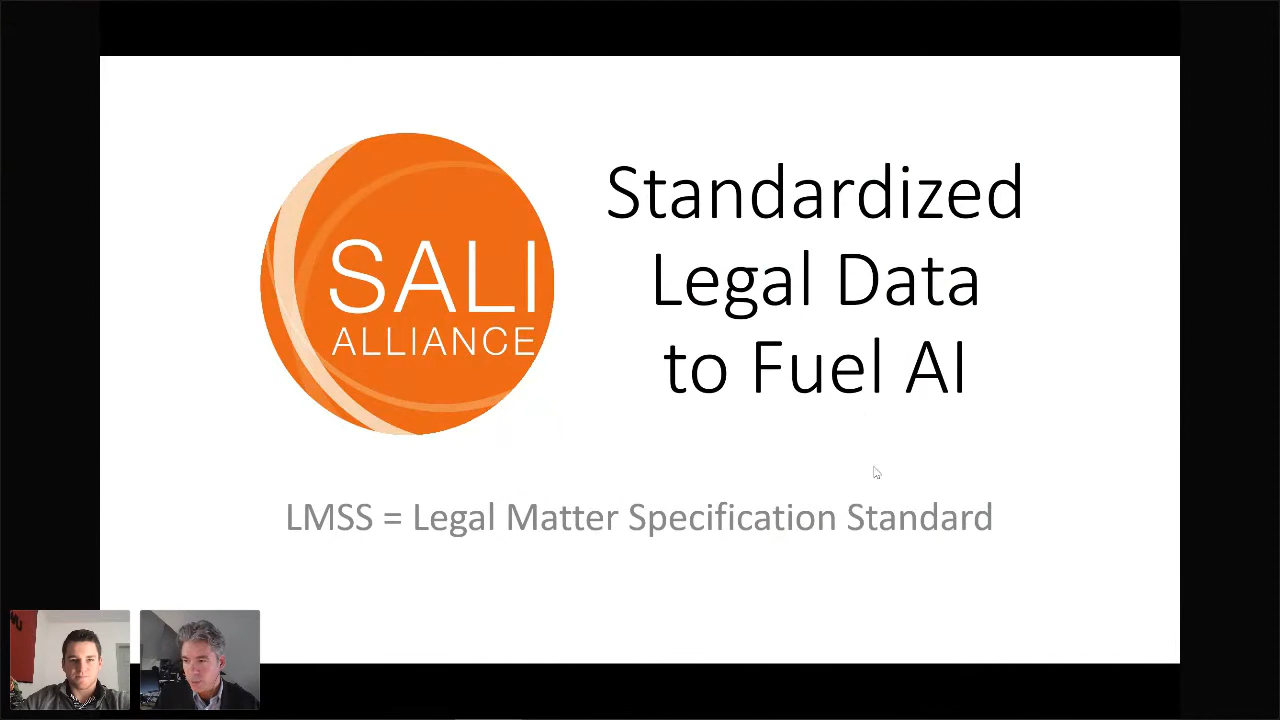 SALI
ALLIANCE
Standardized
Legal Data
to Fuel AI
LMSS = Legal Matter Specification Standard